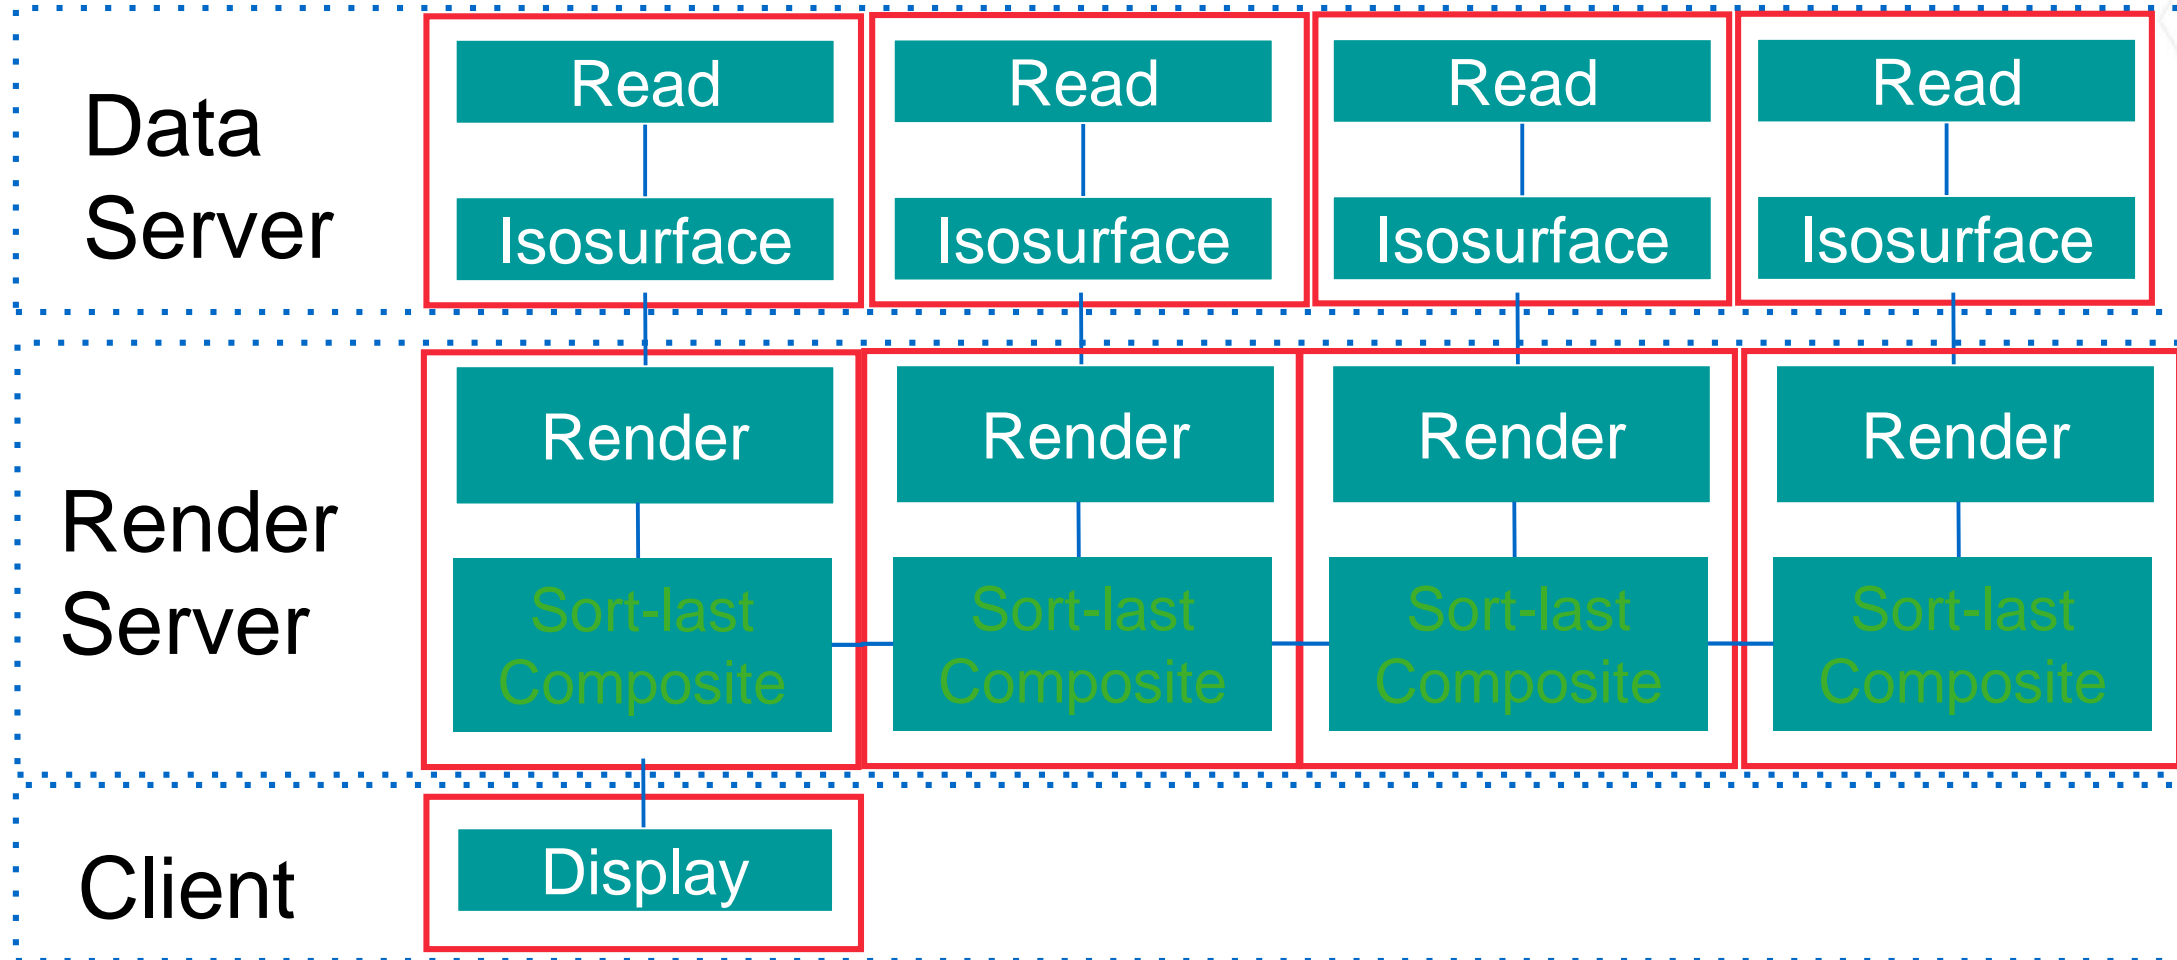 Data
Server
Read
Read
Read
Read
Isosurface
Isosurface
Isosurface
Isosurface
Render
Server
Render
Render
Render
Render
Sort-last
Composite
Sort-last
Composite
Sort-last
Composite
Sort-last
Composite
Client
Display